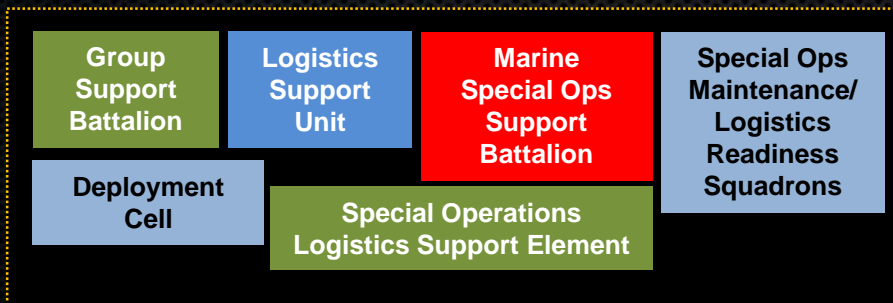 Group
Support
Battalion
Logistics
Support
Unit
Marine
Special Ops
Support
Battalion
Special Ops
Maintenance/
Logistics
Readiness
Squadrons
Deployment
Cell
Special Operations
Logistics Support Element